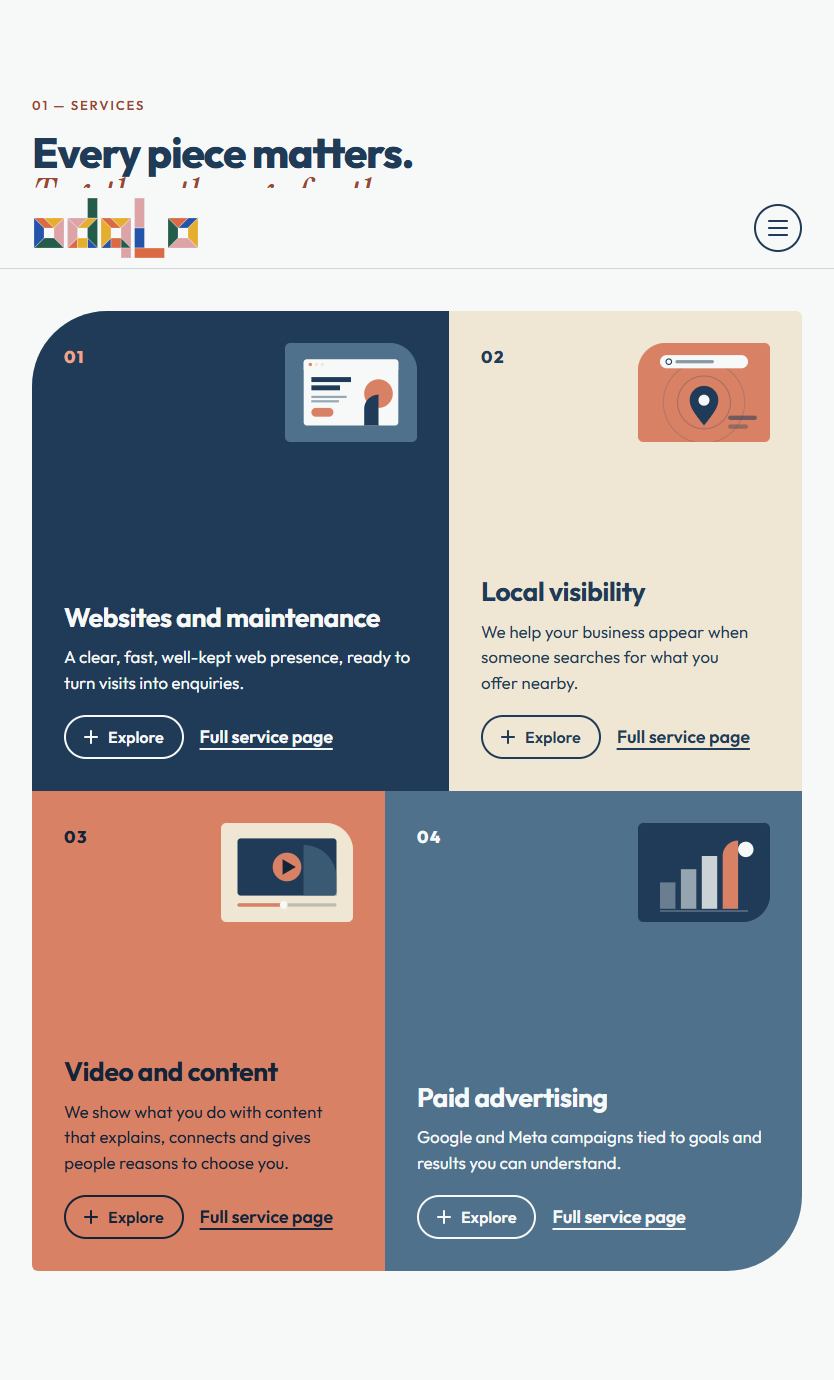 01 — SERVICES
Every piece matters.
01
02
Websites and maintenance
A clear, fast, well-kept web presence, ready to
turn visits into enquiries.
+ Explore
Full service page
Local visibility
We help your business appear when
someone searches for what you
offer nearby.
+ Explore
Full service page
03
04
Video and content
We show what you do with content
that explains, connects and gives
people reasons to choose you.
+ Explore
Full service page
Paid advertising
Google and Meta campaigns tied to goals and
results you can understand.
+ Explore
Full service page